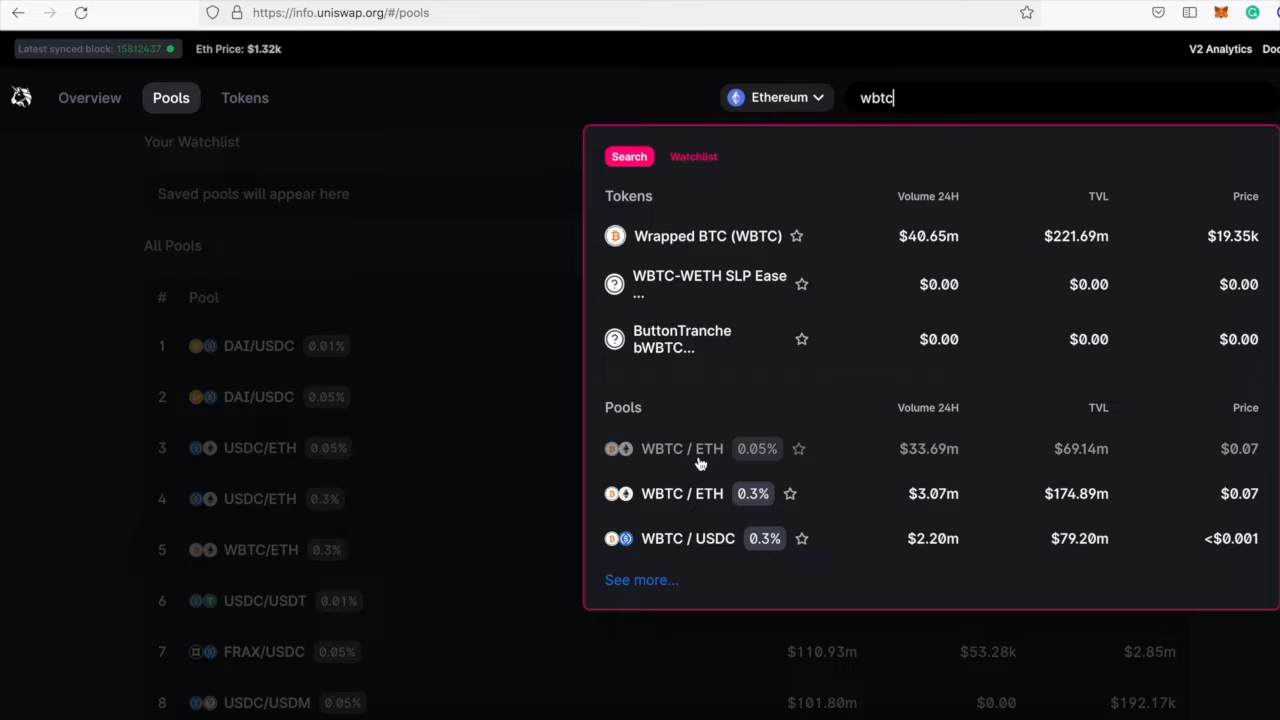 https://info.uniswap.org/#/pools
Latest synced block: 15812437 Eth Price: $1.32k V2 Analytics Doc
Overview Pools Tokens Ethereum wbtc
Your Watchlist
Saved pools will appear here
All Pools
# Pool
1 DAI/USDC 0.01%
2 DAI/USDC 0.05%
3 USDC/ETH 0.05%
4 USDC/ETH 0.3%
5 WBTC/ETH 0.3%
6 USDC/USDT 0.01%
7 FRAX/USDC 0.05% $110.93m $53.28k $2.85m
8 USDC/USDM 0.05% $101.80m $0.00 $192.17k
Search Watchlist
Tokens Volume 24H TVL Price
Wrapped BTC (WBTC) $40.65m $221.69m $19.35k
WBTC-WETH SLP Ease
... $0.00 $0.00 $0.00
ButtonTranche
bWBTC... $0.00 $0.00 $0.00
Pools Volume 24H TVL Price
WBTC / ETH 0.05% $33.69m $69.14m $0.07
WBTC / ETH 0.3% $3.07m $174.89m $0.07
WBTC / USDC 0.3% $2.20m $79.20m <$0.001
See more...